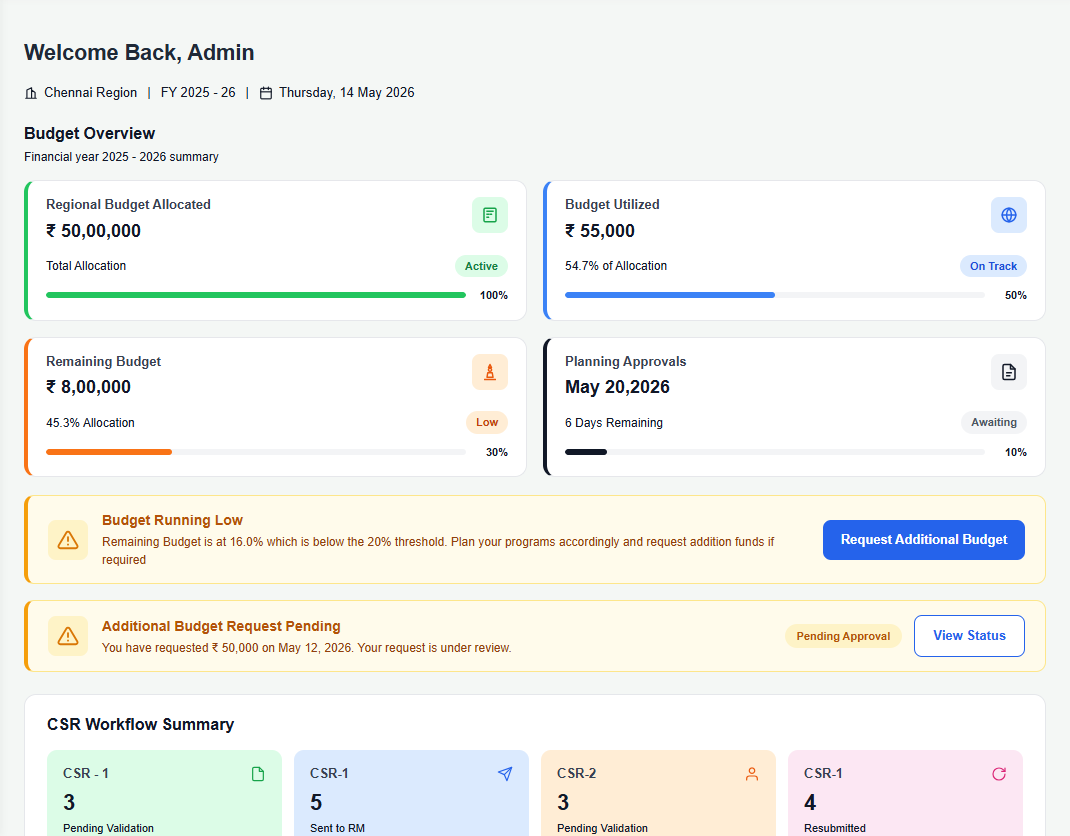 Welcome Back, Admin
Chennai Region | FY 2025 - 26 | Thursday, 14 May 2026
Budget Overview
Financial year 2025 - 2026 summary
Regional Budget Allocated
₹ 50,00,000
Total Allocation
Active
100%
Budget Utilized
₹ 55,000
54.7% of Allocation
On Track
50%
Remaining Budget
₹ 8,00,000
45.3% Allocation
Low
30%
Planning Approvals
May 20,2026
6 Days Remaining
Awaiting
10%
Budget Running Low
Remaining Budget is at 16.0% which is below the 20% threshold. Plan your programs accordingly and request addition funds if
required
Request Additional Budget
Additional Budget Request Pending
You have requested ₹ 50,000 on May 12, 2026. Your request is under review.
Pending Approval
View Status
CSR Workflow Summary
CSR - 1
3
Pending Validation
CSR-1
5
Sent to RM
CSR-2
3
Pending Validation
CSR-1
4
Resubmitted